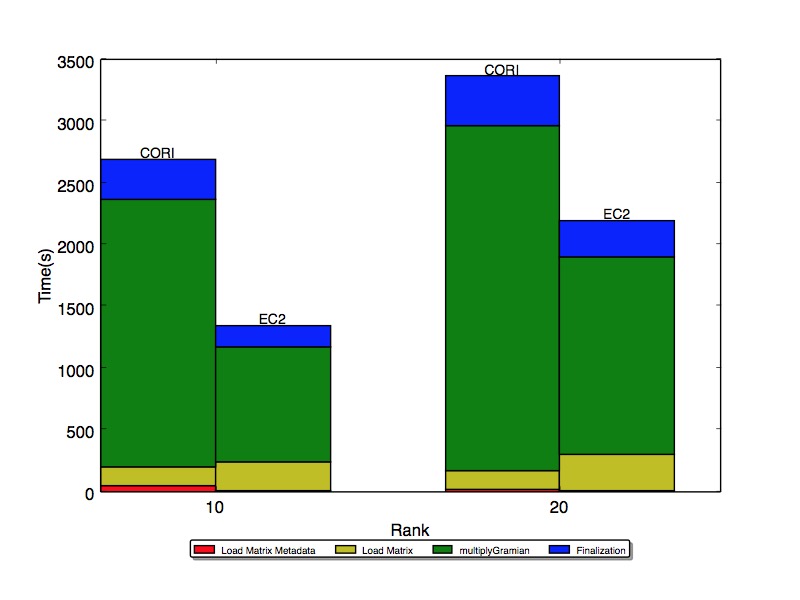 3500
3000
2500
2000
1500
1000
500
0
Time(s)
CORI
EC2
CORI
EC2
10 20
Rank
Load Matrix Metadata Load Matrix multiplyGramian Finalization